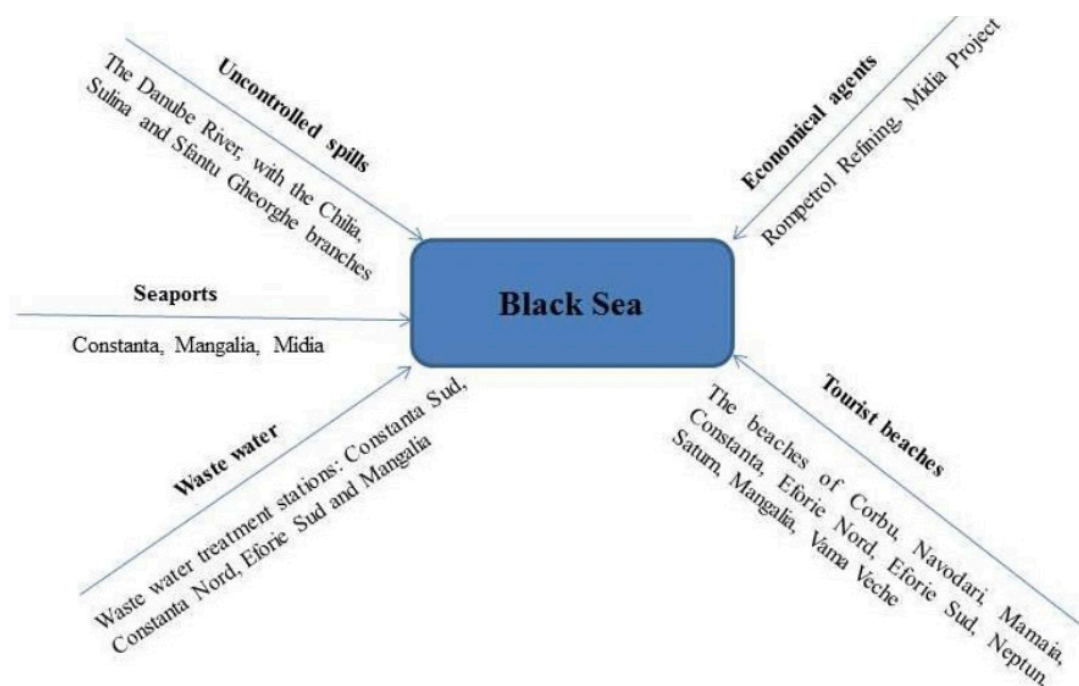 Uncontrolled spills
The Danube River, with the Chilia,
Sulina and Sfantu Gheorghe branches
Economical agents
Rompetrol Refining, Midia Project
Seaports
Constanta, Mangalia, Midia
Black Sea
Waste water
Waste water treatment stations: Constanta Sud,
Constanta Nord, Eforie Sud and Mangalia
Tourist beaches
The beaches of Corbu, Navodari, Mamaia,
Constanta, Eforie Nord, Eforie Sud, Neptun,
Saturn, Mangalia, Vama Veche